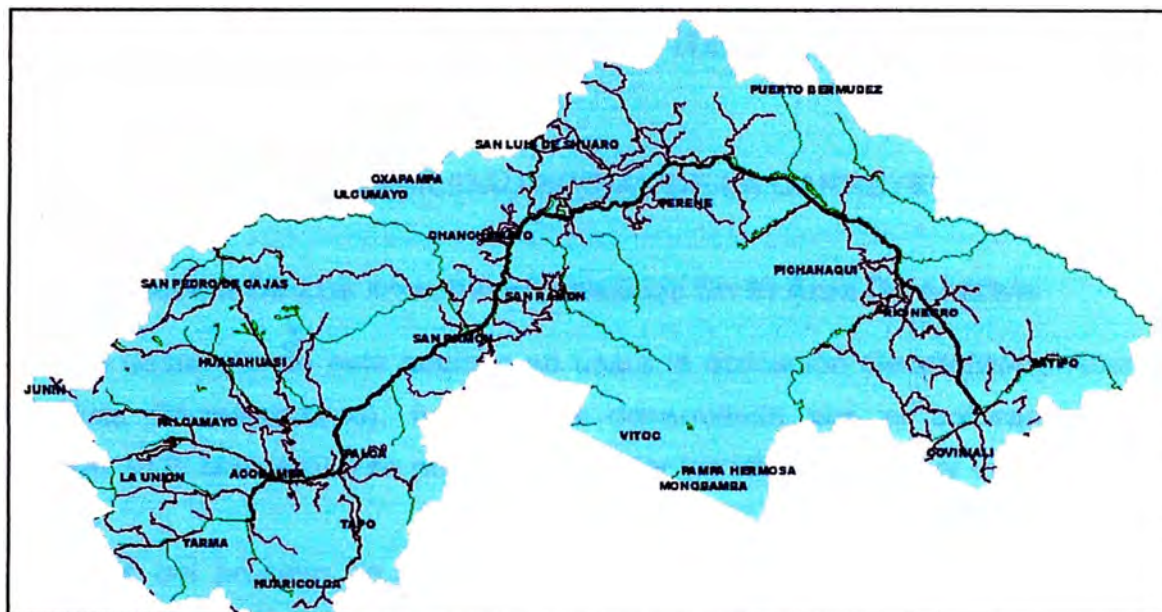 PUERTO BERMUDEZ
SAN LUIS DE SHUARO
OXAPAMPA
ULCUMAYO
PERENE
CHANCHAMAYO
PICHANAQUI
SAN PEDRO DE CAJAS
SAN RAMON
RIO NEGRO
SAN RAMON
HUASAHUASI
SATIPO
JUNIN
PALCAMAYO
VITOC
PALCA
COVIRIALI
LA UNION
ACOBAMBA
PAMPA HERMOSA
MONOBAMBA
TAPO
TARMA
HUARICOLCA